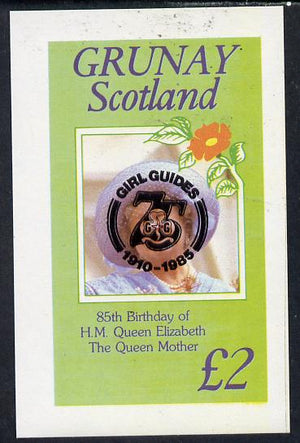 GRUNAY
Scotland
GIRL GUIDES
75
1910-1985
85th Birthday of
H.M. Queen Elizabeth
The Queen Mother
£2